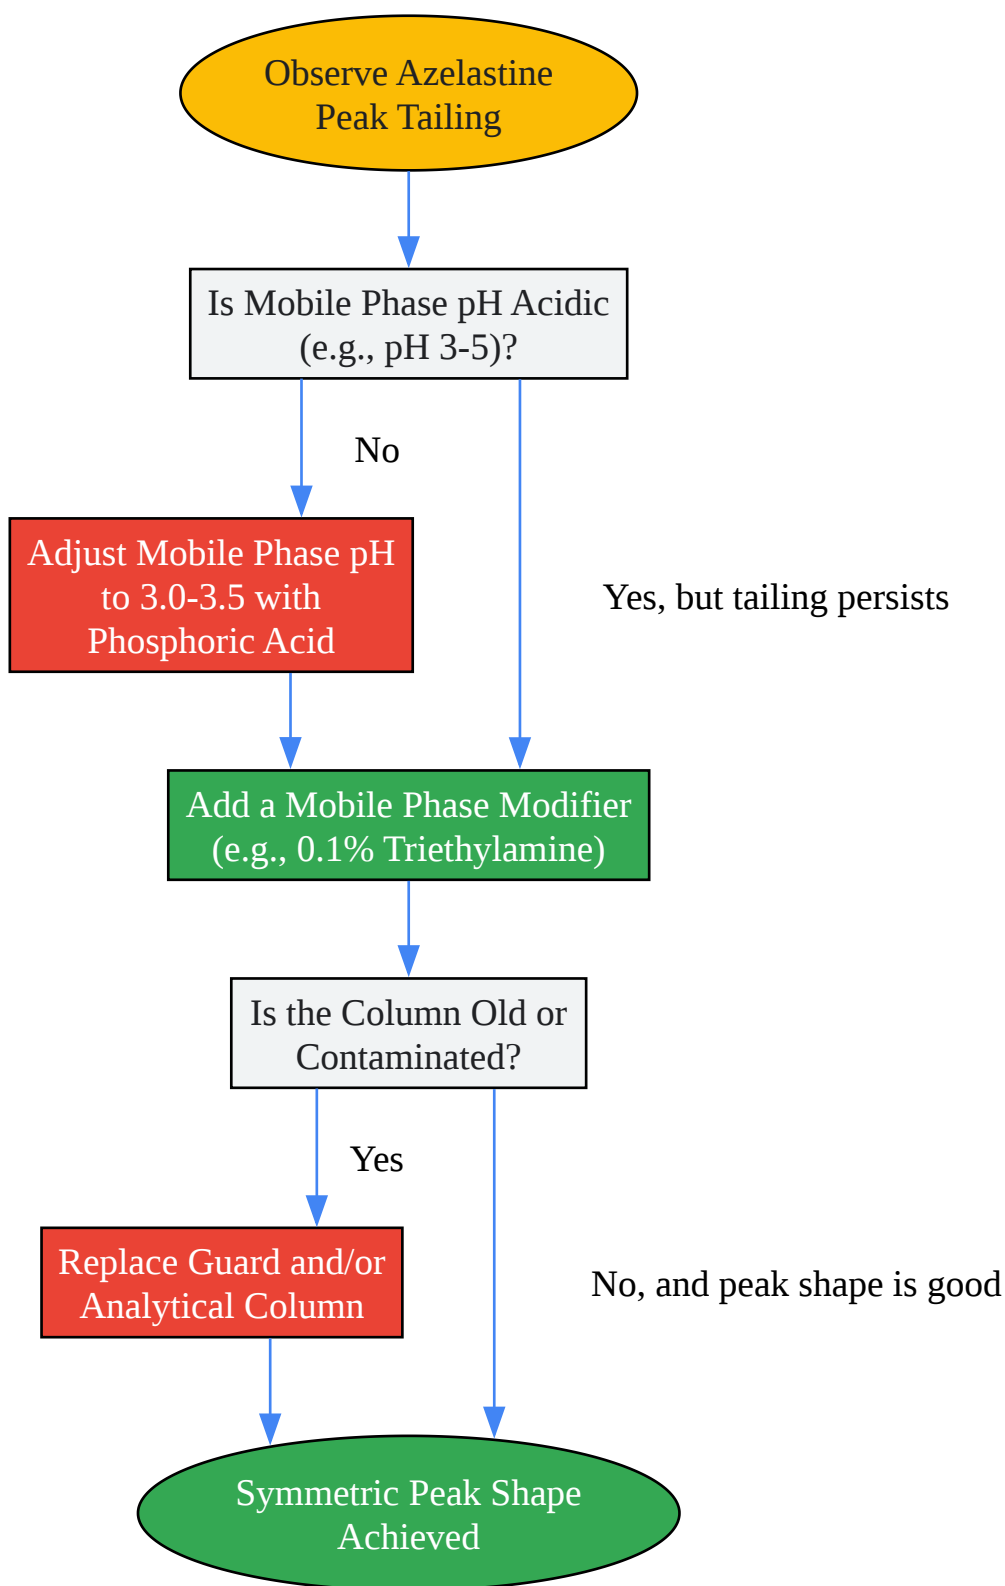 Observe Azelastine
Peak Tailing
Is Mobile Phase pH Acidic
(e.g., pH 3-5)?
No
Adjust Mobile Phase pH
to 3.0-3.5 with
Phosphoric Acid
Yes, but tailing persists
Add a Mobile Phase Modifier
(e.g., 0.1% Triethylamine)
Is the Column Old or
Contaminated?
Yes
Replace Guard and/or
Analytical Column
No, and peak shape is good
Symmetric Peak Shape
Achieved